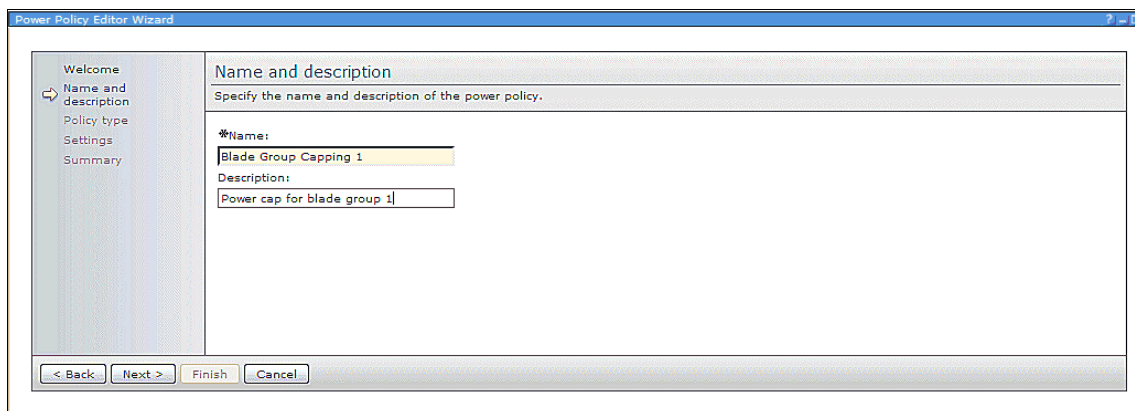 Power Policy Editor Wizard
? –
Welcome
Name and
description
Policy type
Settings
Summary
Name and description
Specify the name and description of the power policy.
*Name:
Blade Group Capping 1
Description:
Power cap for blade group 1
< Back Next > Finish Cancel